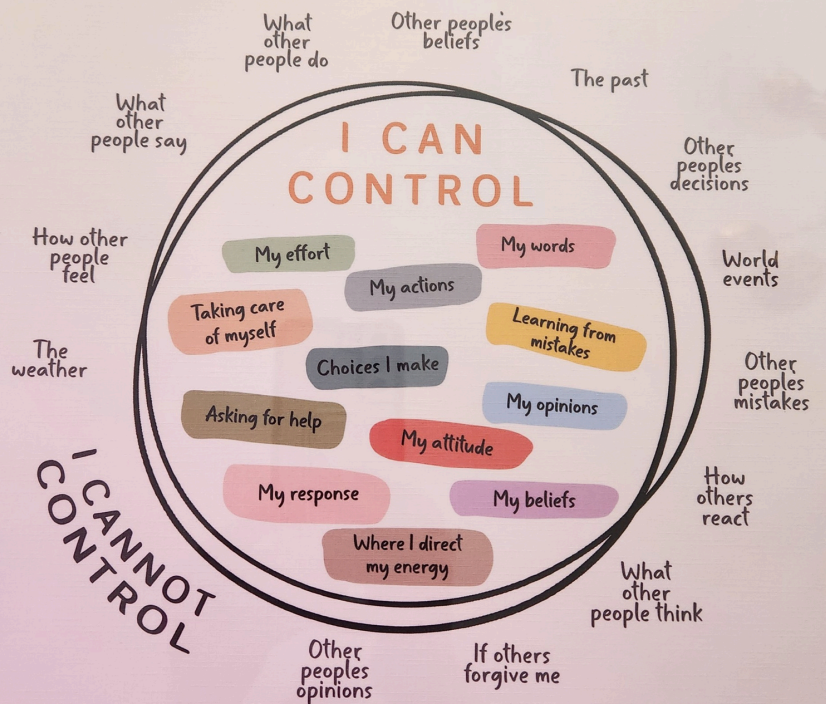 What
other
people do
Other people's
beliefs
The past
What
other
people say
Other
peoples
decisions
How other
people
feel
World
events
The
weather
Other
peoples
mistakes
How
others
react
What
other
people think
If others
forgive me
Other
peoples
opinions
I CANNOT
CONTROL
I CAN
CONTROL
My effort
My words
My actions
Taking care
of myself
Learning from
mistakes
Choices I make
My opinions
Asking for help
My attitude
My response
My beliefs
Where I direct
my energy